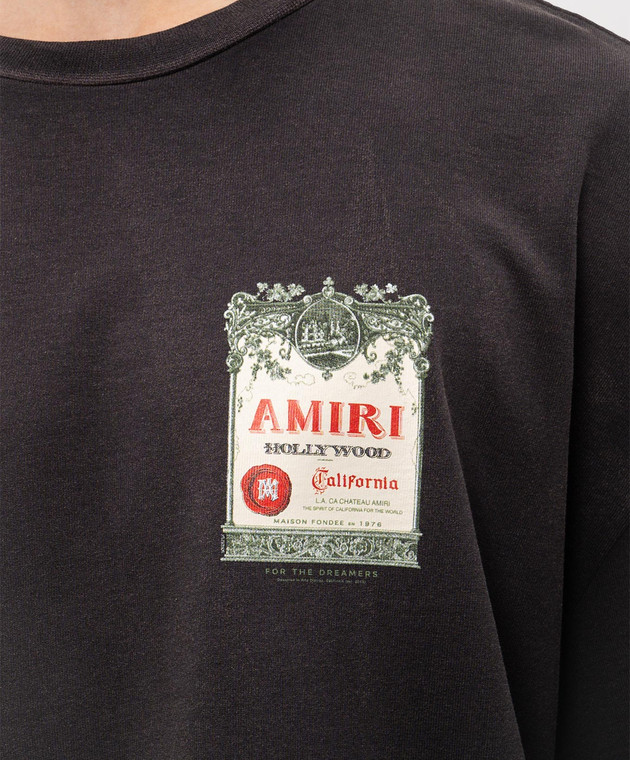 AMIRI
HOLLYWOOD
California
L.A. CA CHATEAU AMIRI
THE SPIRIT OF CALIFORNIA FOR THE WORLD
MAISON FONDEE EN 1976
FOR THE DREAMERS